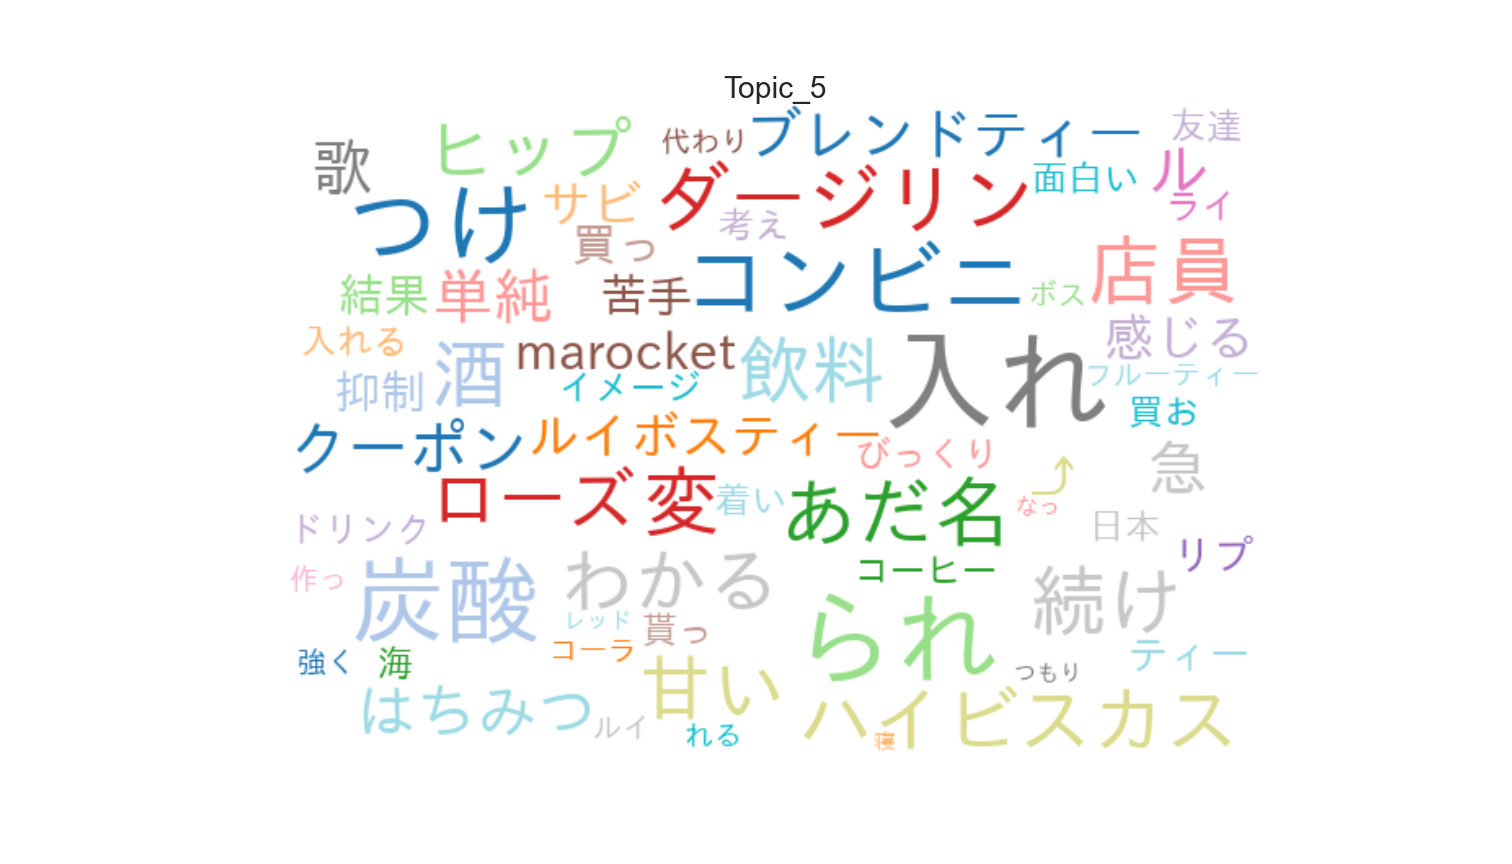 Topic_5
ブレンドティー
友達
代わり
ヒップ
歌
ル
面白い
ダージリン
サビ
つけ
ライ
考え
買っ
コンビニ
店員
結果
単純
苦手
ボス
入れる
marocket
感じる
入れ
飲料
酒
イメージ
抑制
フルーティー
買お
クーポン
ルイボスティー
びっくり
急
⤴
ローズ
変
着い
あだ名
なっ
ドリンク
日本
リプ
作っ
炭酸
わかる
コーヒー
続け
レッド
貰っ
られ
コーラ
強く
海
ティー
つもり
甘い
はちみつ
ハイビスカス
ルイ
れる
寝